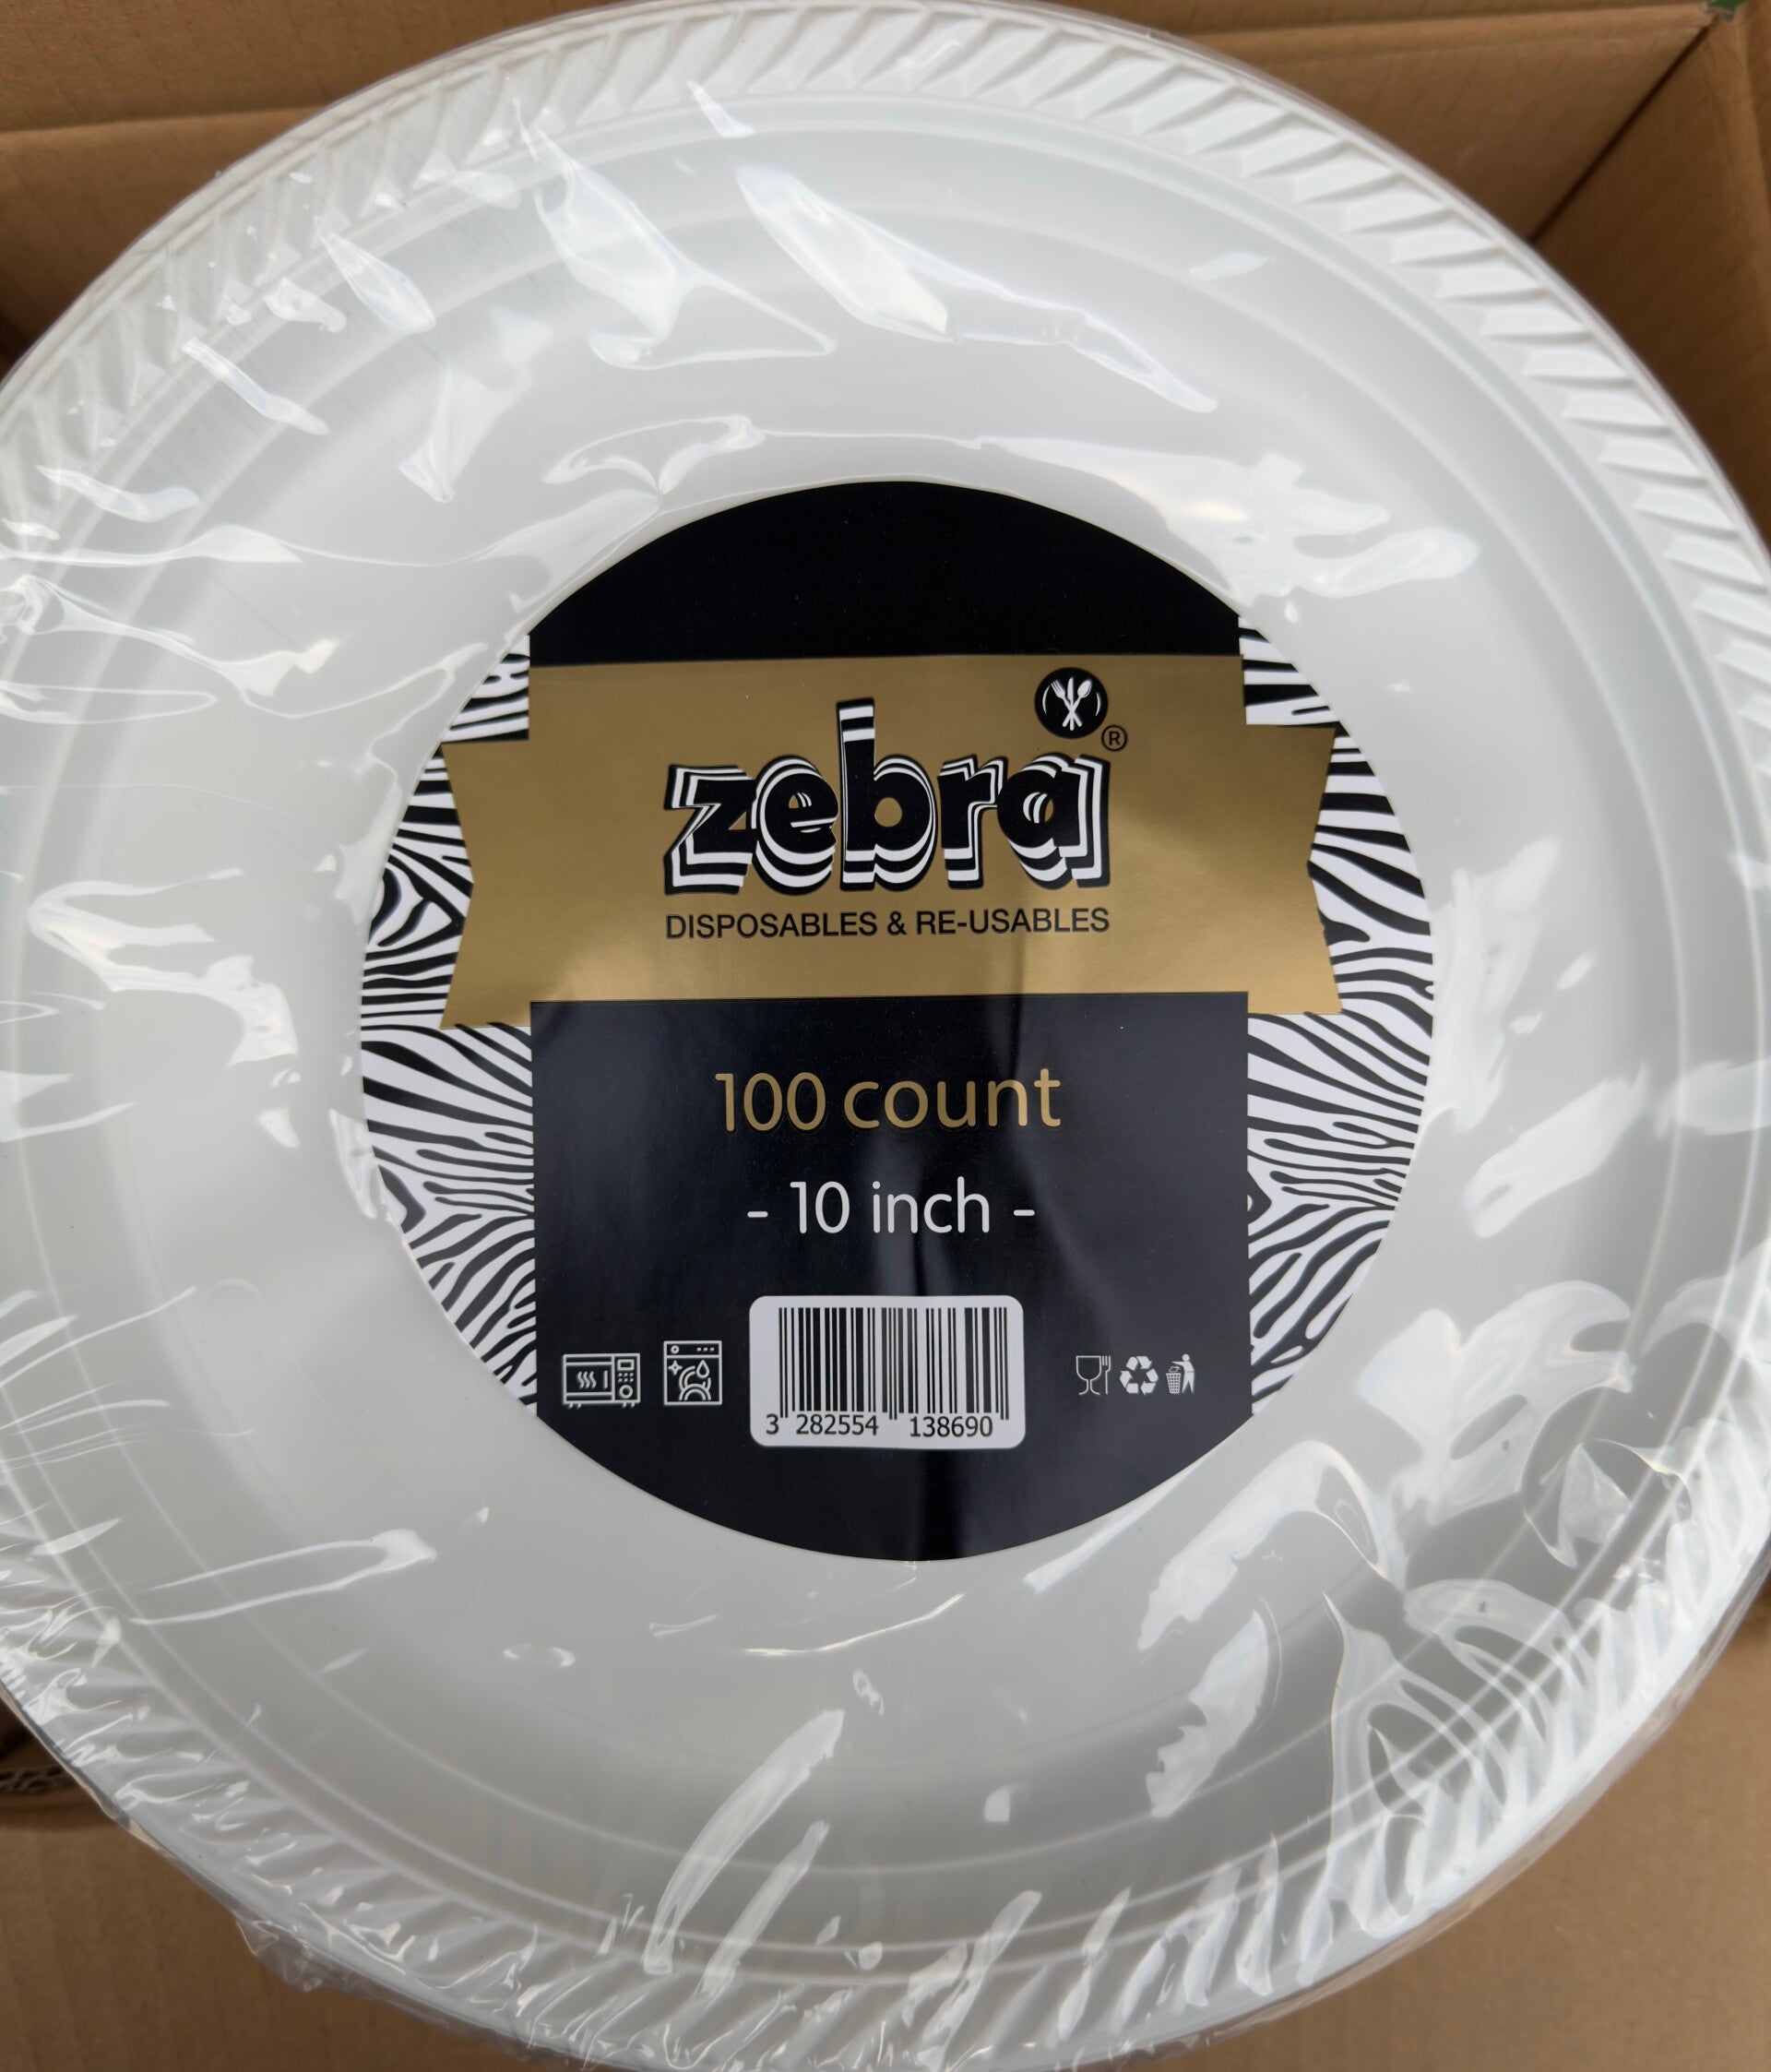 zebra®
DISPOSABLES & RE-USABLES
100 count
- 10 inch -
3 282554 138690